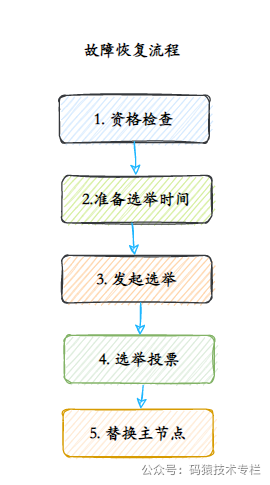 故障恢复流程
1. 资格检查
2.准备选举时间
3. 发起选举
4. 选举投票
5. 替换主节点
公众号：码猿技术专栏